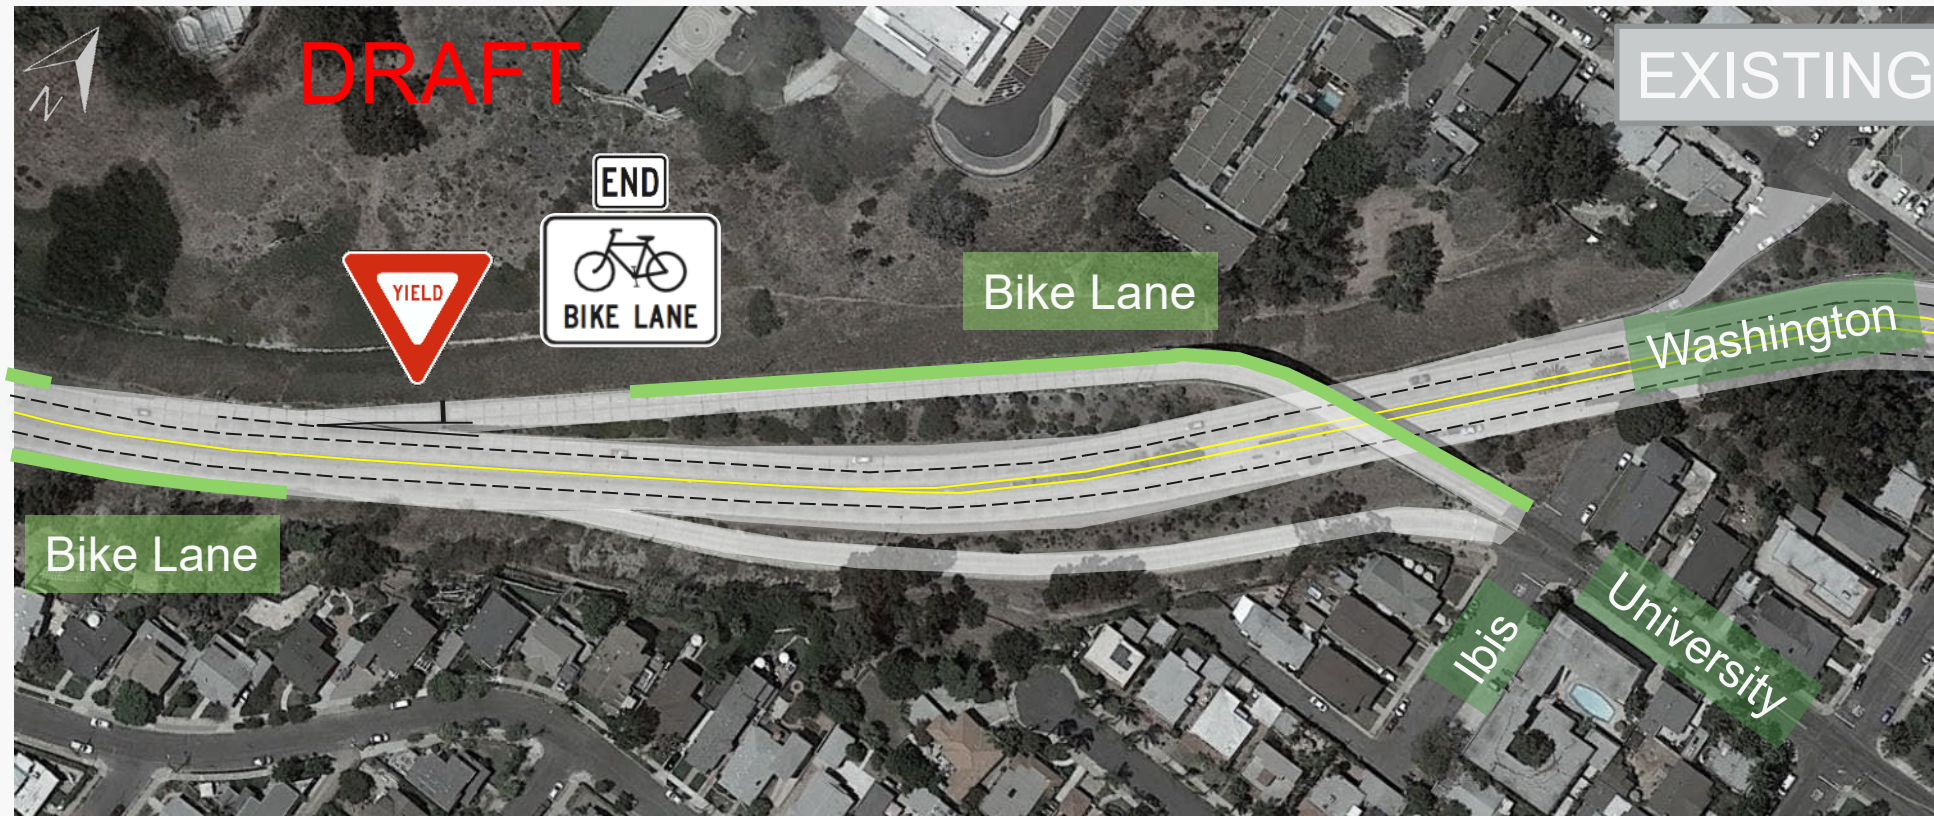 DRAFT
EXISTING
N
END
BIKE LANE
YIELD
Bike Lane
Washington
Bike Lane
Ibis
University